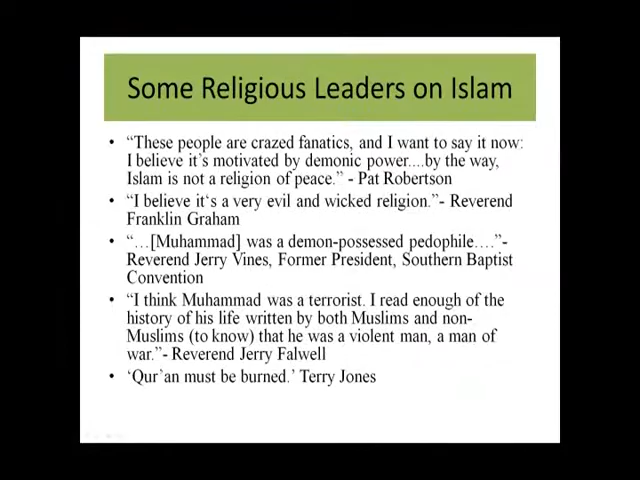 Some Religious Leaders on Islam
• “These people are crazed fanatics, and I want to say it now:
I believe it’s motivated by demonic power....by the way,
Islam is not a religion of peace.” - Pat Robertson
• “I believe it‘s a very evil and wicked religion.”- Reverend
Franklin Graham
• “…[Muhammad] was a demon-possessed pedophile….”-
Reverend Jerry Vines, Former President, Southern Baptist
Convention
• “I think Muhammad was a terrorist. I read enough of the
history of his life written by both Muslims and non-
Muslims (to know) that he was a violent man, a man of
war.”- Reverend Jerry Falwell
• ‘Qur’an must be burned.’ Terry Jones